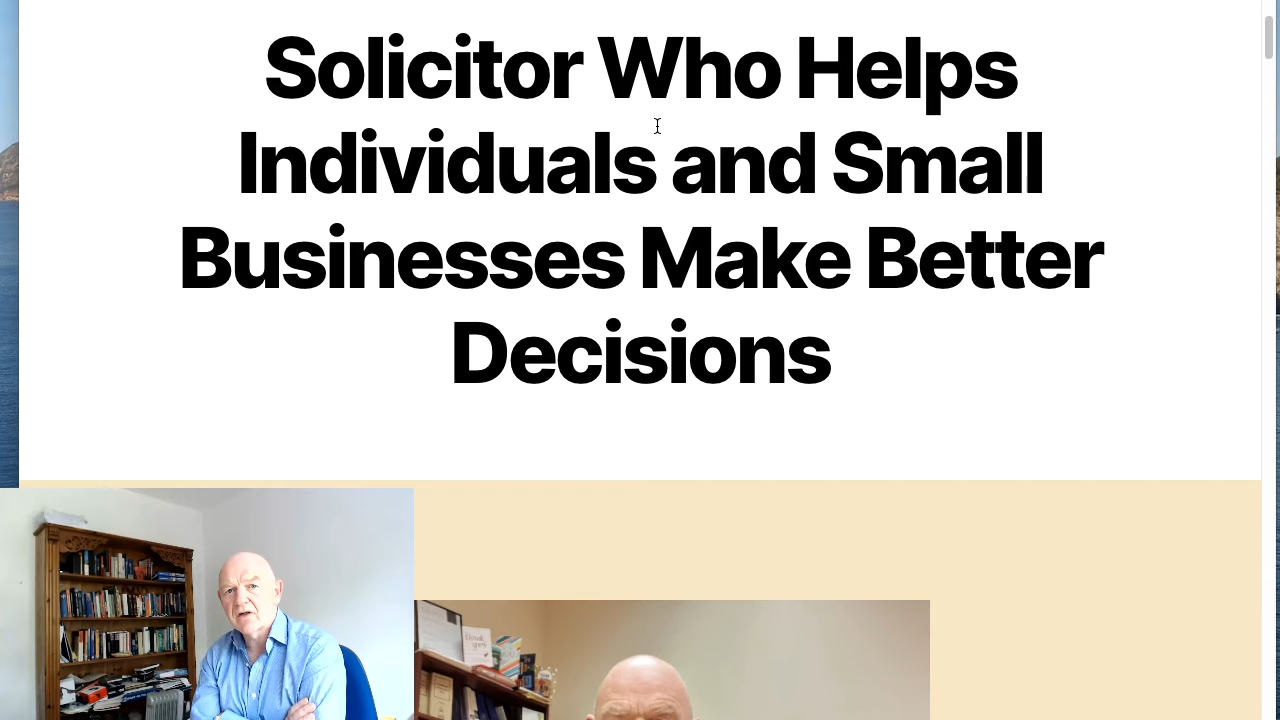 Solicitor Who Helps
Individuals and Small
Businesses Make Better
Decisions